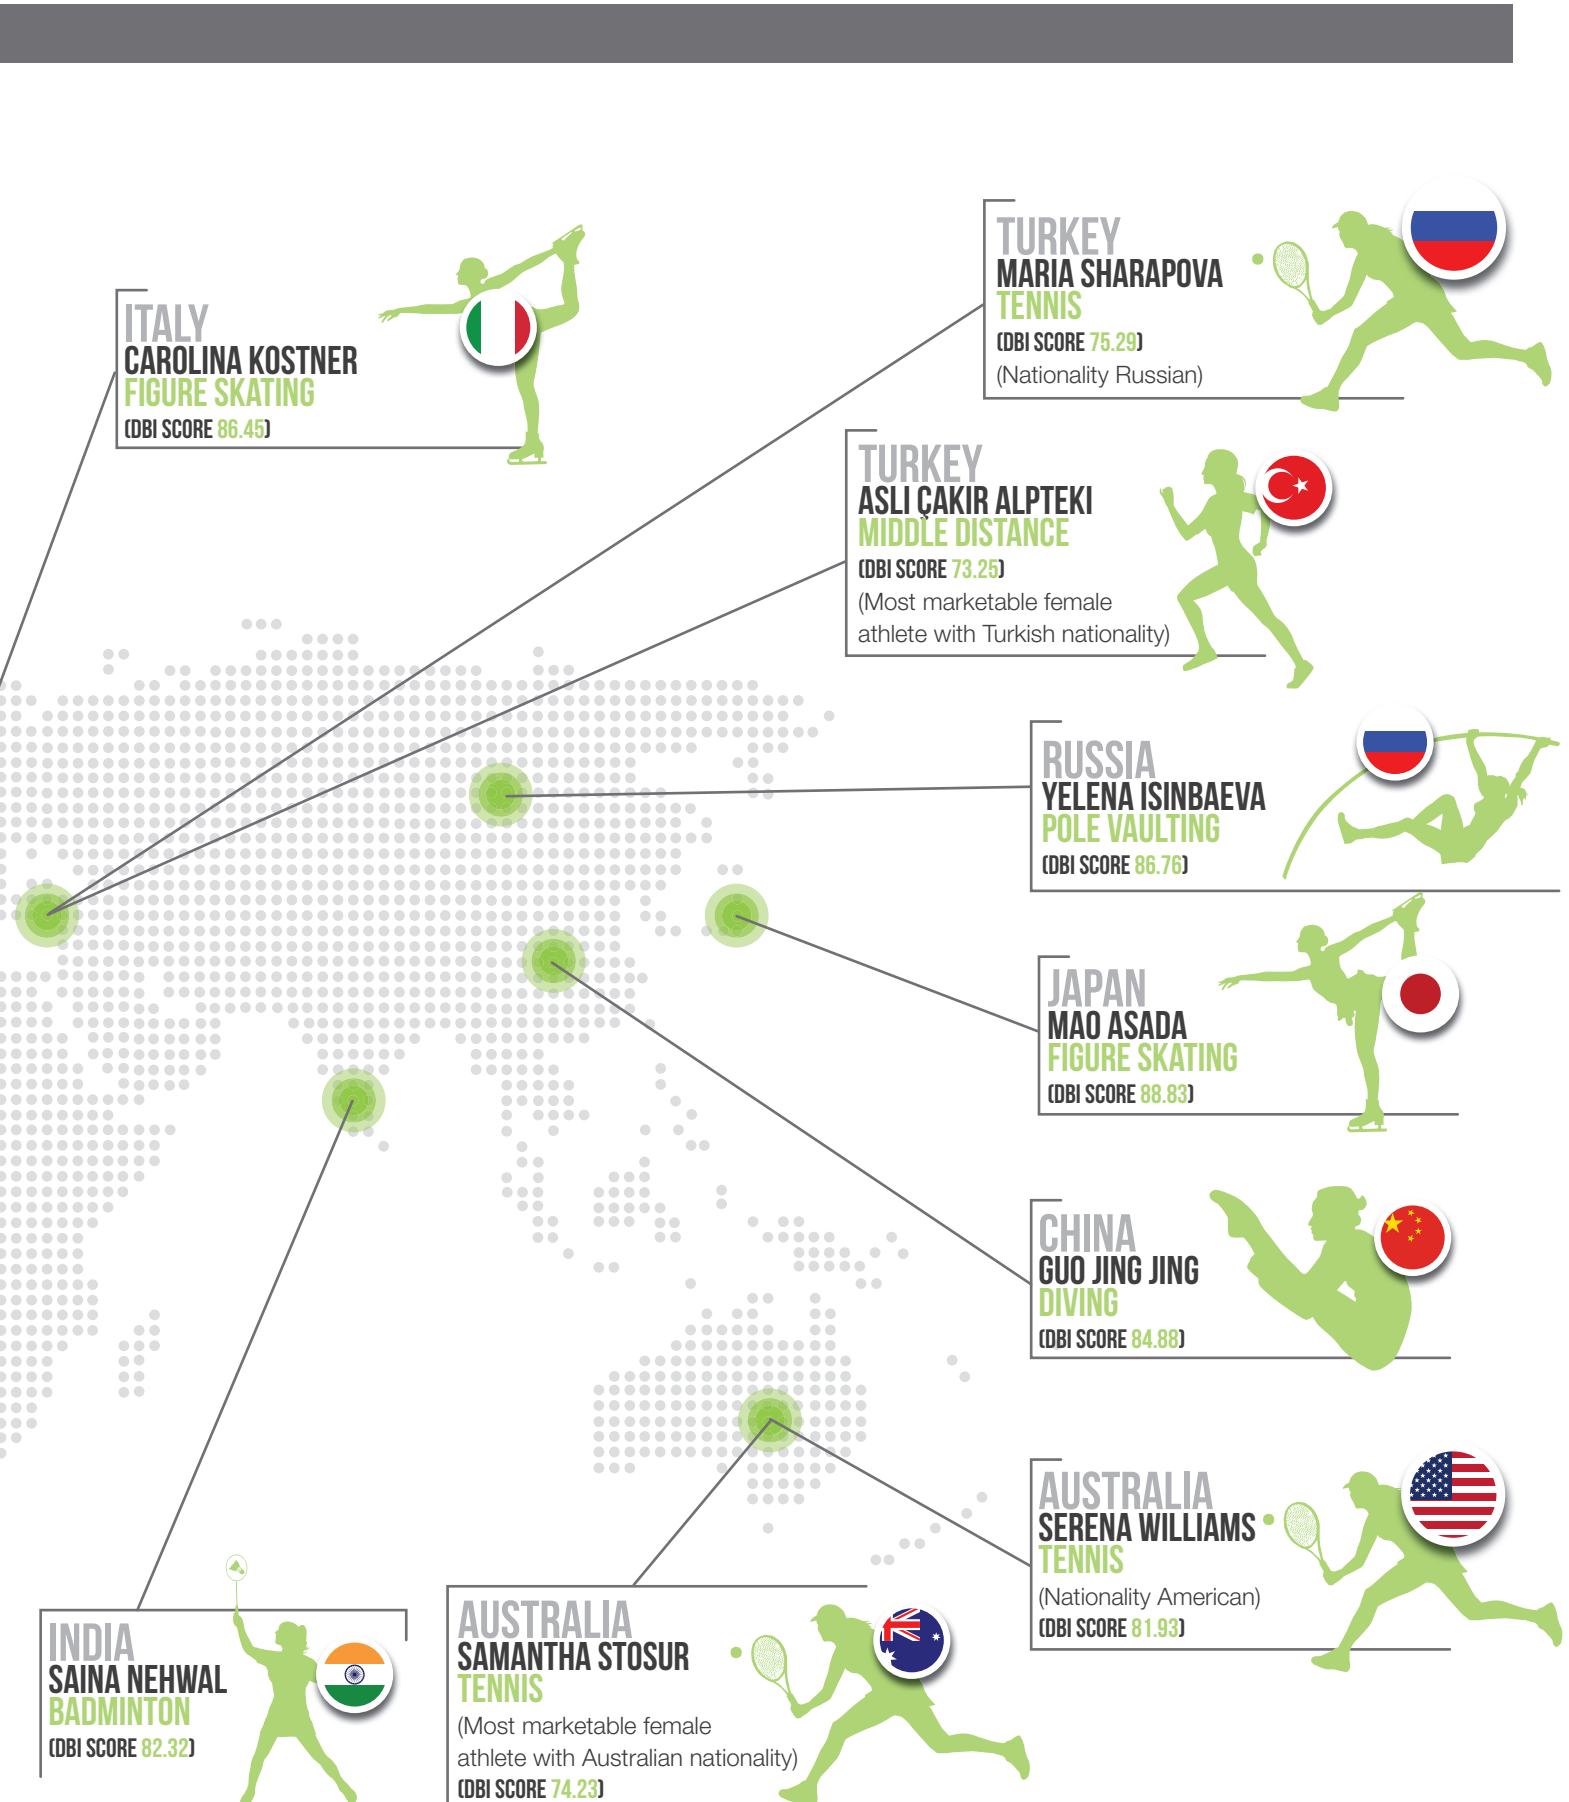 ITALY
CAROLINA KOSTNER
FIGURE SKATING
(DBI SCORE 86.45)
TURKEY
MARIA SHARAPOVA
TENNIS
(DBI SCORE 75.29)
(Nationality Russian)
TURKEY
ASLI ÇAKIR ALPTEKI
MIDDLE DISTANCE
(DBI SCORE 73.25)
(Most marketable female
athlete with Turkish nationality)
RUSSIA
YELENA ISINBAEVA
POLE VAULTING
(DBI SCORE 86.76)
JAPAN
MAO ASADA
FIGURE SKATING
(DBI SCORE 88.83)
CHINA
GUO JING JING
DIVING
(DBI SCORE 84.88)
AUSTRALIA
SERENA WILLIAMS
TENNIS
(Nationality American)
(DBI SCORE 81.93)
INDIA
SAINA NEHWAL
BADMINTON
(DBI SCORE 82.32)
AUSTRALIA
SAMANTHA STOSUR
TENNIS
(Most marketable female
athlete with Australian nationality)
(DBI SCORE 74.23)